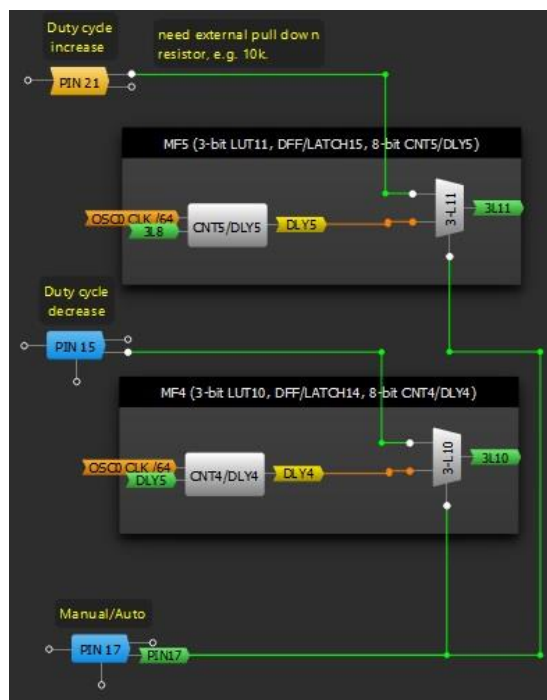 Duty cycle
increase
need external pull down
resistor, e.g. 10k.
PIN 21
MF5 (3-bit LUT11, DFF/LATCH15, 8-bit CNT5/DLY5)
OSC0 CLK /64
3L8
CNT5/DLY5
DLY5
3-L11
3L11
Duty cycle
decrease
PIN 15
MF4 (3-bit LUT10, DFF/LATCH14, 8-bit CNT4/DLY4)
OSC0 CLK /64
DLY5
CNT4/DLY4
DLY4
3-L10
3L10
Manual/Auto
PIN 17
PIN17